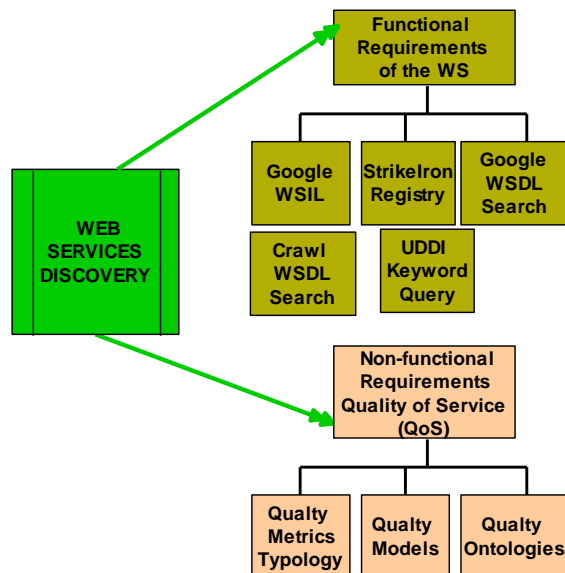 Functional
Requirements
of the WS
Google
WSIL
StrikeIron
Registry
Google
WSDL
Search
WEB
SERVICES
DISCOVERY
Crawl
WSDL
Search
UDDI
Keyword
Query
Non-functional
Requirements
Quality of Service
(QoS)
Qualty
Metrics
Typology
Qualty
Models
Qualty
Ontologies